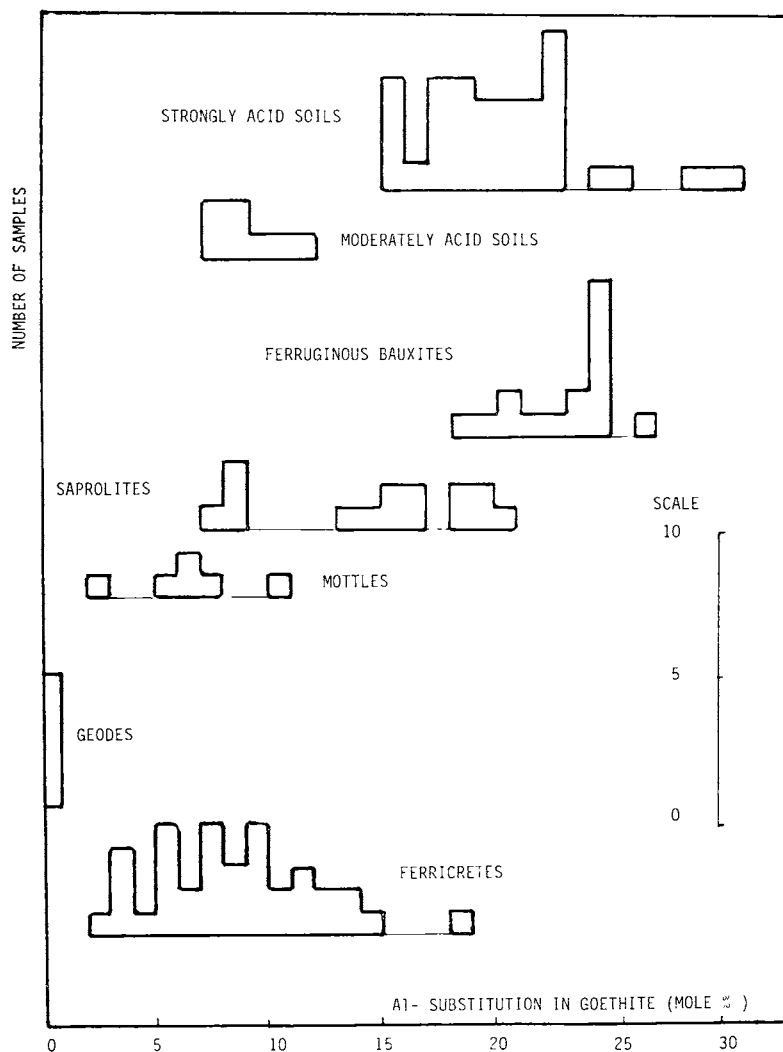 STRONGLY ACID SOILS
NUMBER OF SAMPLES
MODERATELY ACID SOILS
FERRUGINOUS BAUXITES
SAPROLITES
SCALE
10
MOTTLES
5
GEODES
0
FERRICRETES
Al- SUBSTITUTION IN GOETHITE (MOLE % )
0 5 10 15 20 25 30